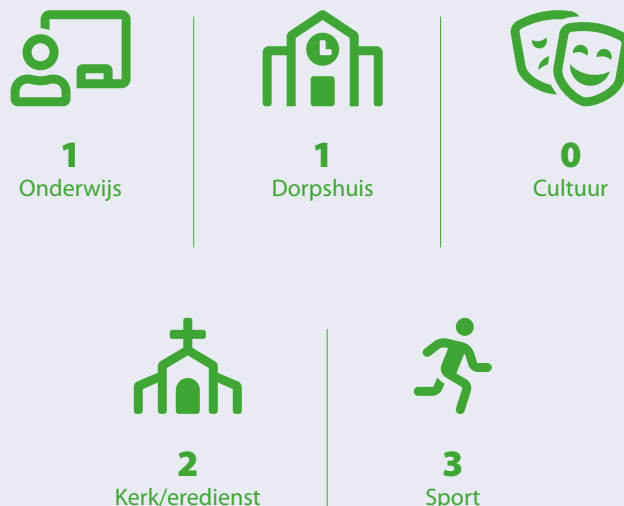 1
Onderwijs
1
Dorpshuis
0
Cultuur
2
Kerk/eredienst
3
Sport